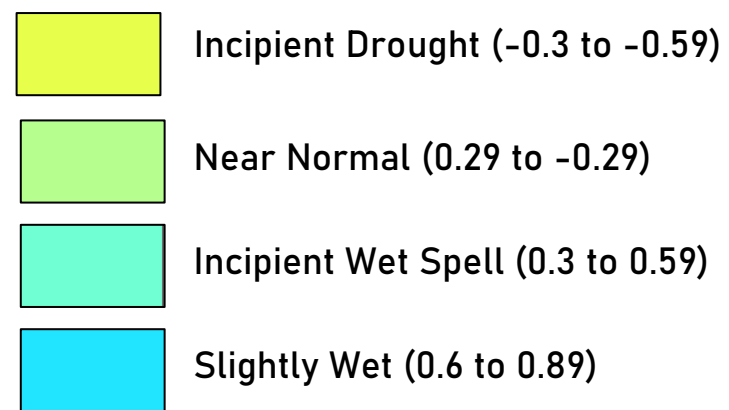 Incipient Drought (-0.3 to -0.59)
Near Normal (0.29 to -0.29)
Incipient Wet Spell (0.3 to 0.59)
Slightly Wet (0.6 to 0.89)